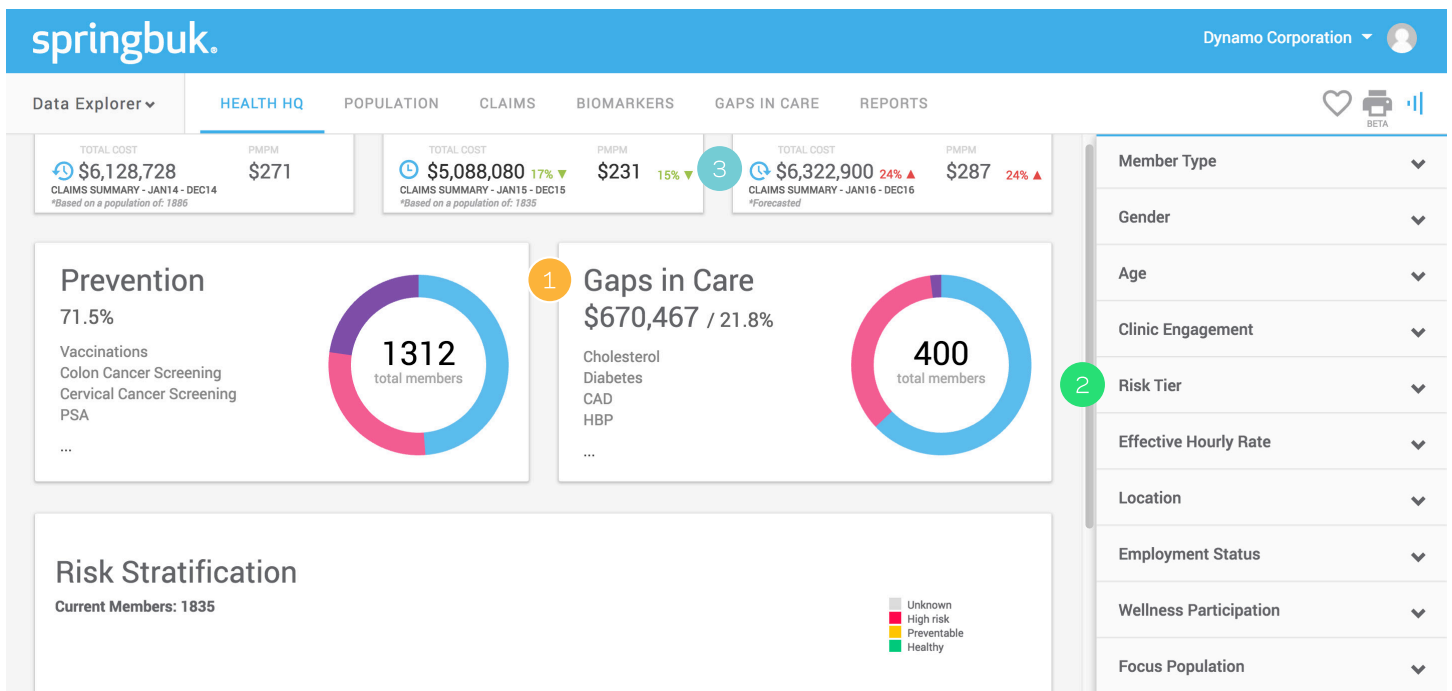 springbuk.
Dynamo Corporation
Data Explorer
HEALTH HQ
POPULATION
CLAIMS
BIOMARKERS
GAPS IN CARE
REPORTS
BETA
TOTAL COST
PMPM
$6,128,728
$271
CLAIMS SUMMARY - JAN14 - DEC14
*Based on a population of: 1886
TOTAL COST
PMPM
$5,088,080 17% ▼
$231 15% ▼
CLAIMS SUMMARY - JAN15 - DEC15
*Based on a population of: 1835
3
TOTAL COST
PMPM
$6,322,900 24% ▲
$287 24% ▲
CLAIMS SUMMARY - JAN16 - DEC16
*Forecasted
Prevention
71.5%
Vaccinations
Colon Cancer Screening
Cervical Cancer Screening
PSA
...
1312
total members
1
Gaps in Care
$670,467 / 21.8%
Cholesterol
Diabetes
CAD
HBP
...
400
total members
Risk Stratification
Current Members: 1835
Unknown
High risk
Preventable
Healthy
Member Type
Gender
Age
Clinic Engagement
2
Risk Tier
Effective Hourly Rate
Location
Employment Status
Wellness Participation
Focus Population